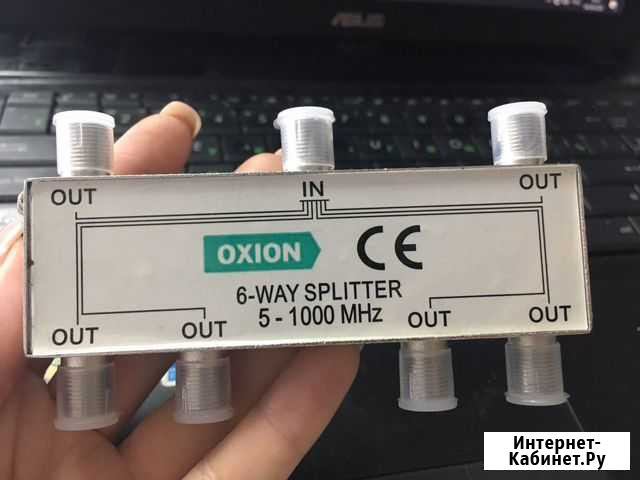 ASUS
OUT
IN
OUT
OXION
CE
6-WAY SPLITTER
5 - 1000 MHz
OUT
OUT
OUT
OUT
Интернет-
Кабинет.Ру